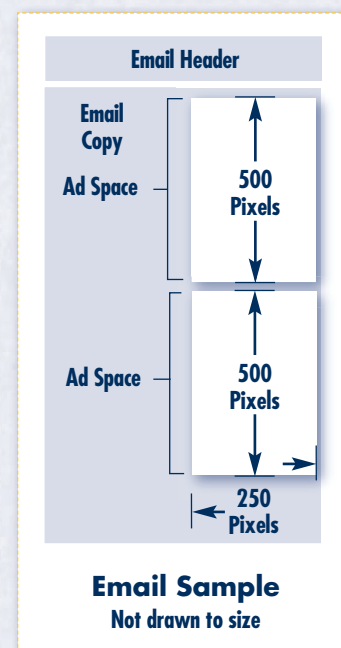 Email Header
Email
Copy
Ad Space
500
Pixels
Ad Space
500
Pixels
250
Pixels
Email Sample
Not drawn to size